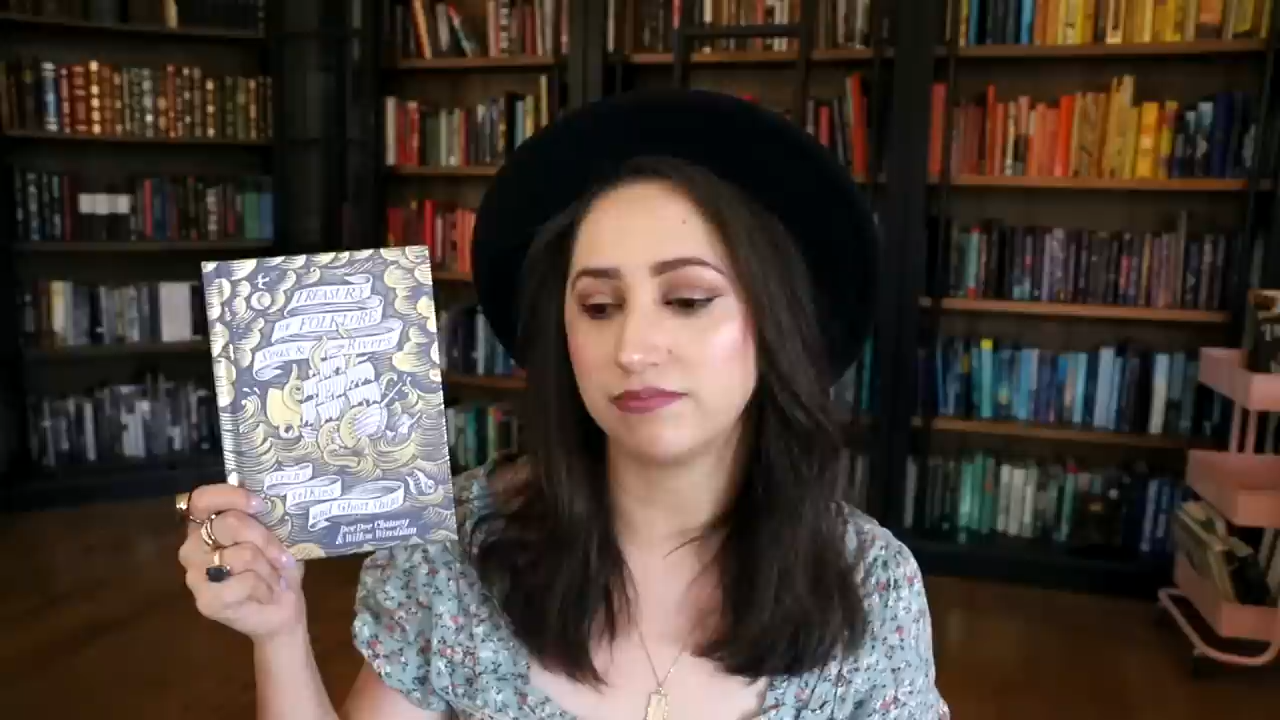 TREASURY
OF FOLKLORE
Seas & Rivers
Sirens
Selkies
and Ghost Ships
Dee Dee Chainey
& Willow Winsham